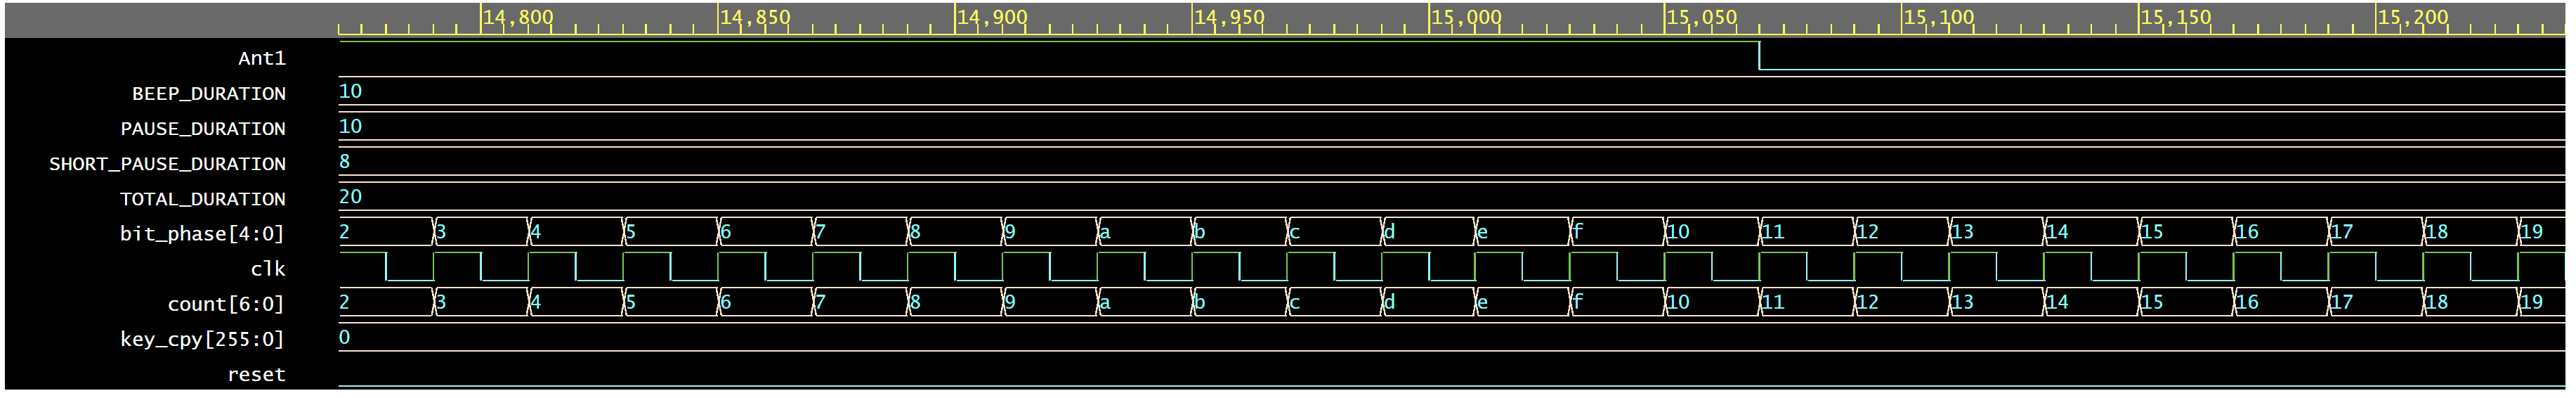 14,800 14,850 14,900 14,950 15,000 15,050 15,100 15,150 15,200
Ant1
BEEP_DURATION 10
PAUSE_DURATION 10
SHORT_PAUSE_DURATION 8
TOTAL_DURATION 20
bit_phase[4:0] 2 3 4 5 6 7 8 9 a b c d e f 10 11 12 13 14 15 16 17 18 19
clk
count[6:0] 2 3 4 5 6 7 8 9 a b c d e f 10 11 12 13 14 15 16 17 18 19
key_cpy[255:0] 0
reset